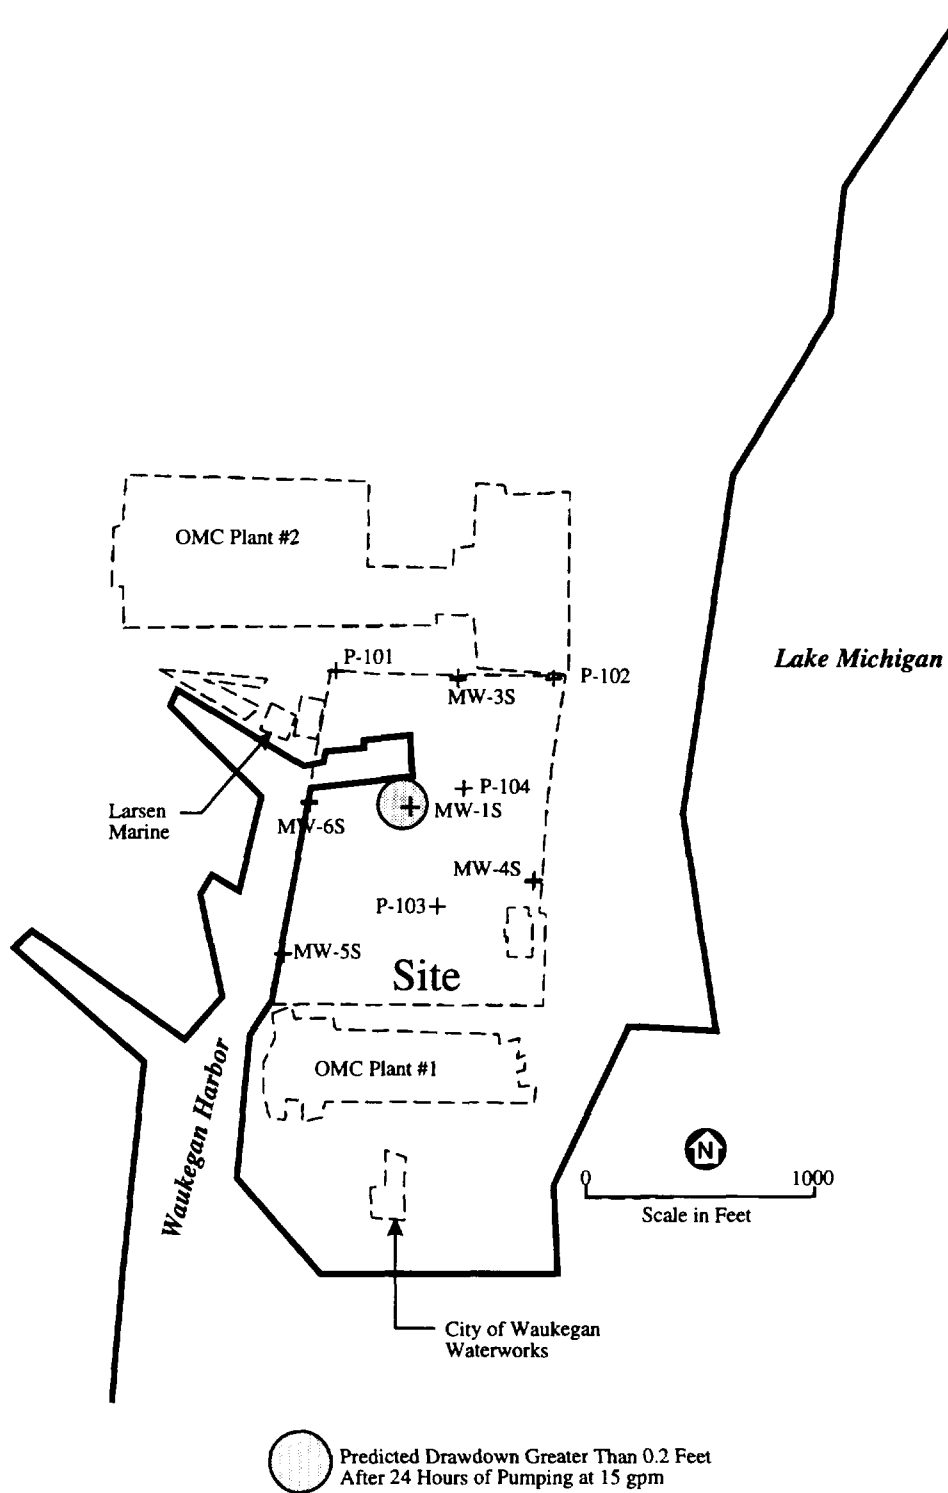 OMC Plant #2
P-101
MW-3S
P-102
Lake Michigan
P-104
MW-1S
Larsen
Marine
MW-6S
MW-4S
P-103
MW-5S
Site
OMC Plant #1
Waukegan Harbor
N
0 1000
Scale in Feet
City of Waukegan
Waterworks
Predicted Drawdown Greater Than 0.2 Feet
After 24 Hours of Pumping at 15 gpm